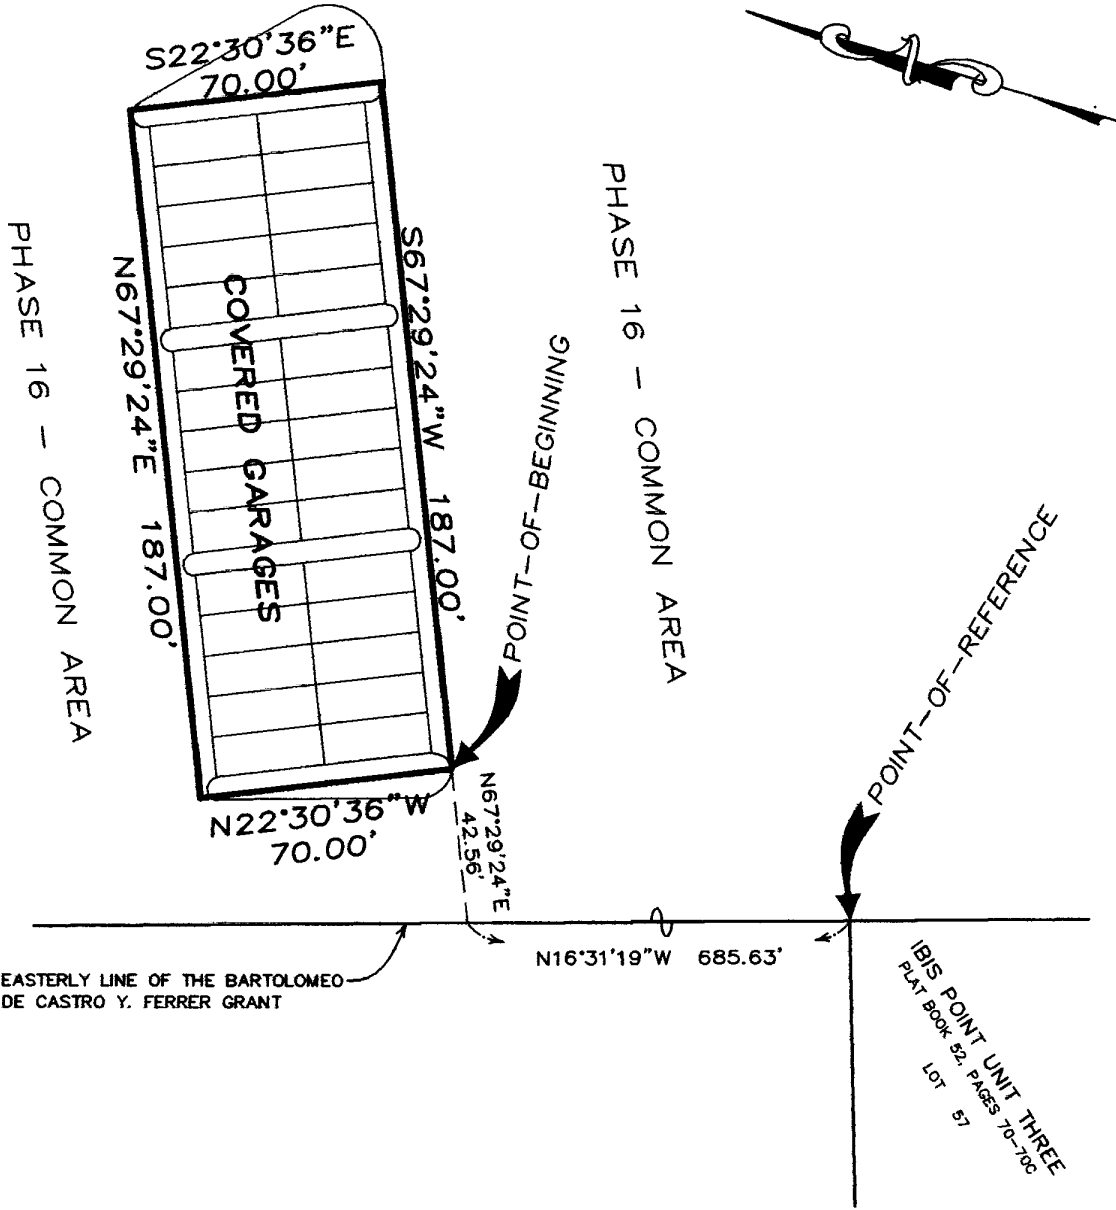 S22°30'36"E
70.00'
PHASE 16 – COMMON AREA
N67°29'24"E 187.00'
COVERED GARAGES
S67°29'24"W 187.00'
PHASE 16 – COMMON AREA
POINT–OF–BEGINNING
POINT–OF–REFERENCE
N22°30'36"W
70.00'
N67°29'24"E
42.56'
N16°31'19"W 685.63'
EASTERLY LINE OF THE BARTOLOMEO
DE CASTRO Y. FERRER GRANT
IBIS POINT UNIT THREE
PLAT BOOK 52, PAGES 70–70C
LOT 57